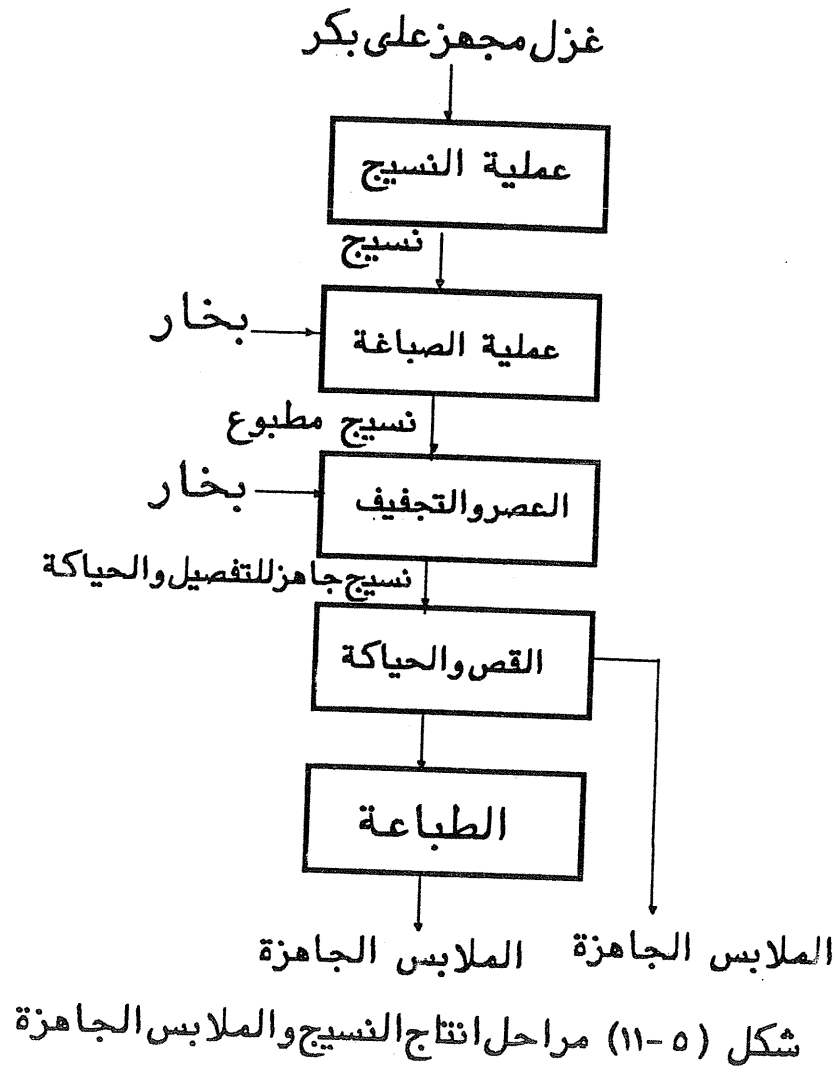 غزل مجهز على بكر
عملية النسيج
نسيج
بخار
عملية الصباغة
نسيج مطبوع
بخار
العصر والتجفيف
نسيج جاهز للتفصيل والحياكة
القص والحياكة
الطباعة
الملابس الجاهزة
الملابس الجاهزة
شكل (٥-١١) مراحل انتاج النسيج والملابس الجاهزة